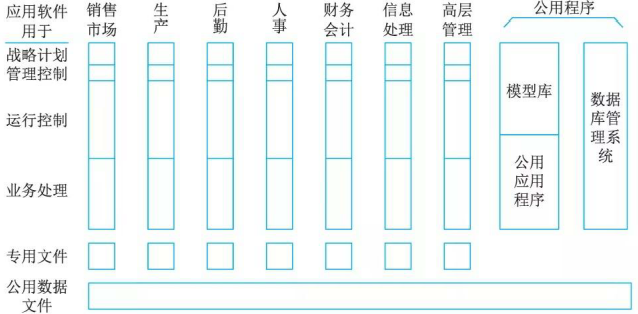 应用软件
用于
销售
市场
生
产
后
勤
人
事
财务
会计
信息
处理
高层
管理
公用程序
战略计划
管理控制
运行控制
业务处理
专用文件
公用数据
文件
模型库
公用
应用
程序
数据
库管
理系
统